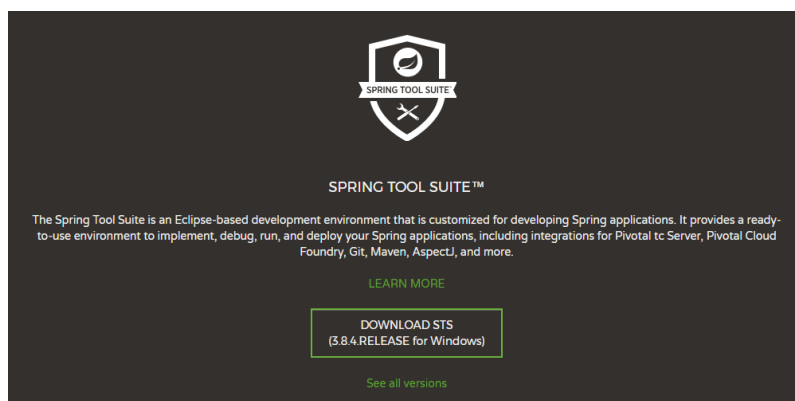 SPRING TOOL SUITE
SPRING TOOL SUITE™
The Spring Tool Suite is an Eclipse-based development environment that is customized for developing Spring applications. It provides a ready-
to-use environment to implement, debug, run, and deploy your Spring applications, including integrations for Pivotal tc Server, Pivotal Cloud
Foundry, Git, Maven, AspectJ, and more.
LEARN MORE
DOWNLOAD STS
(3.8.4.RELEASE for Windows)
See all versions